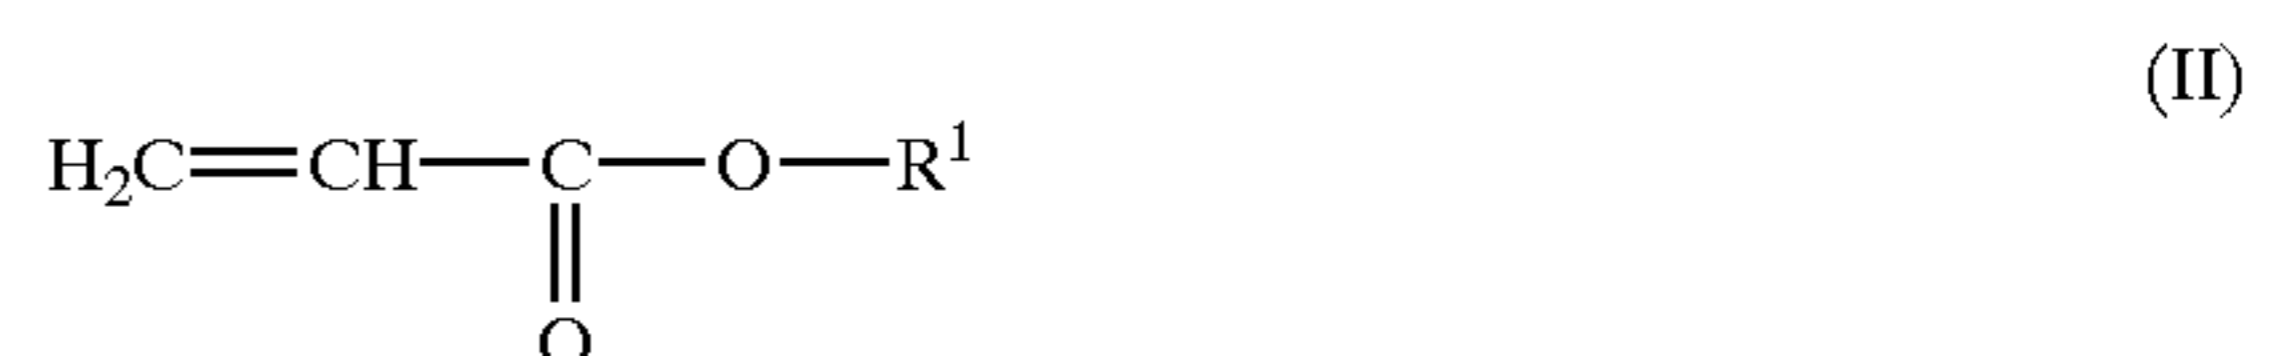 (II)
H₂C=CH—C—O—R¹
O